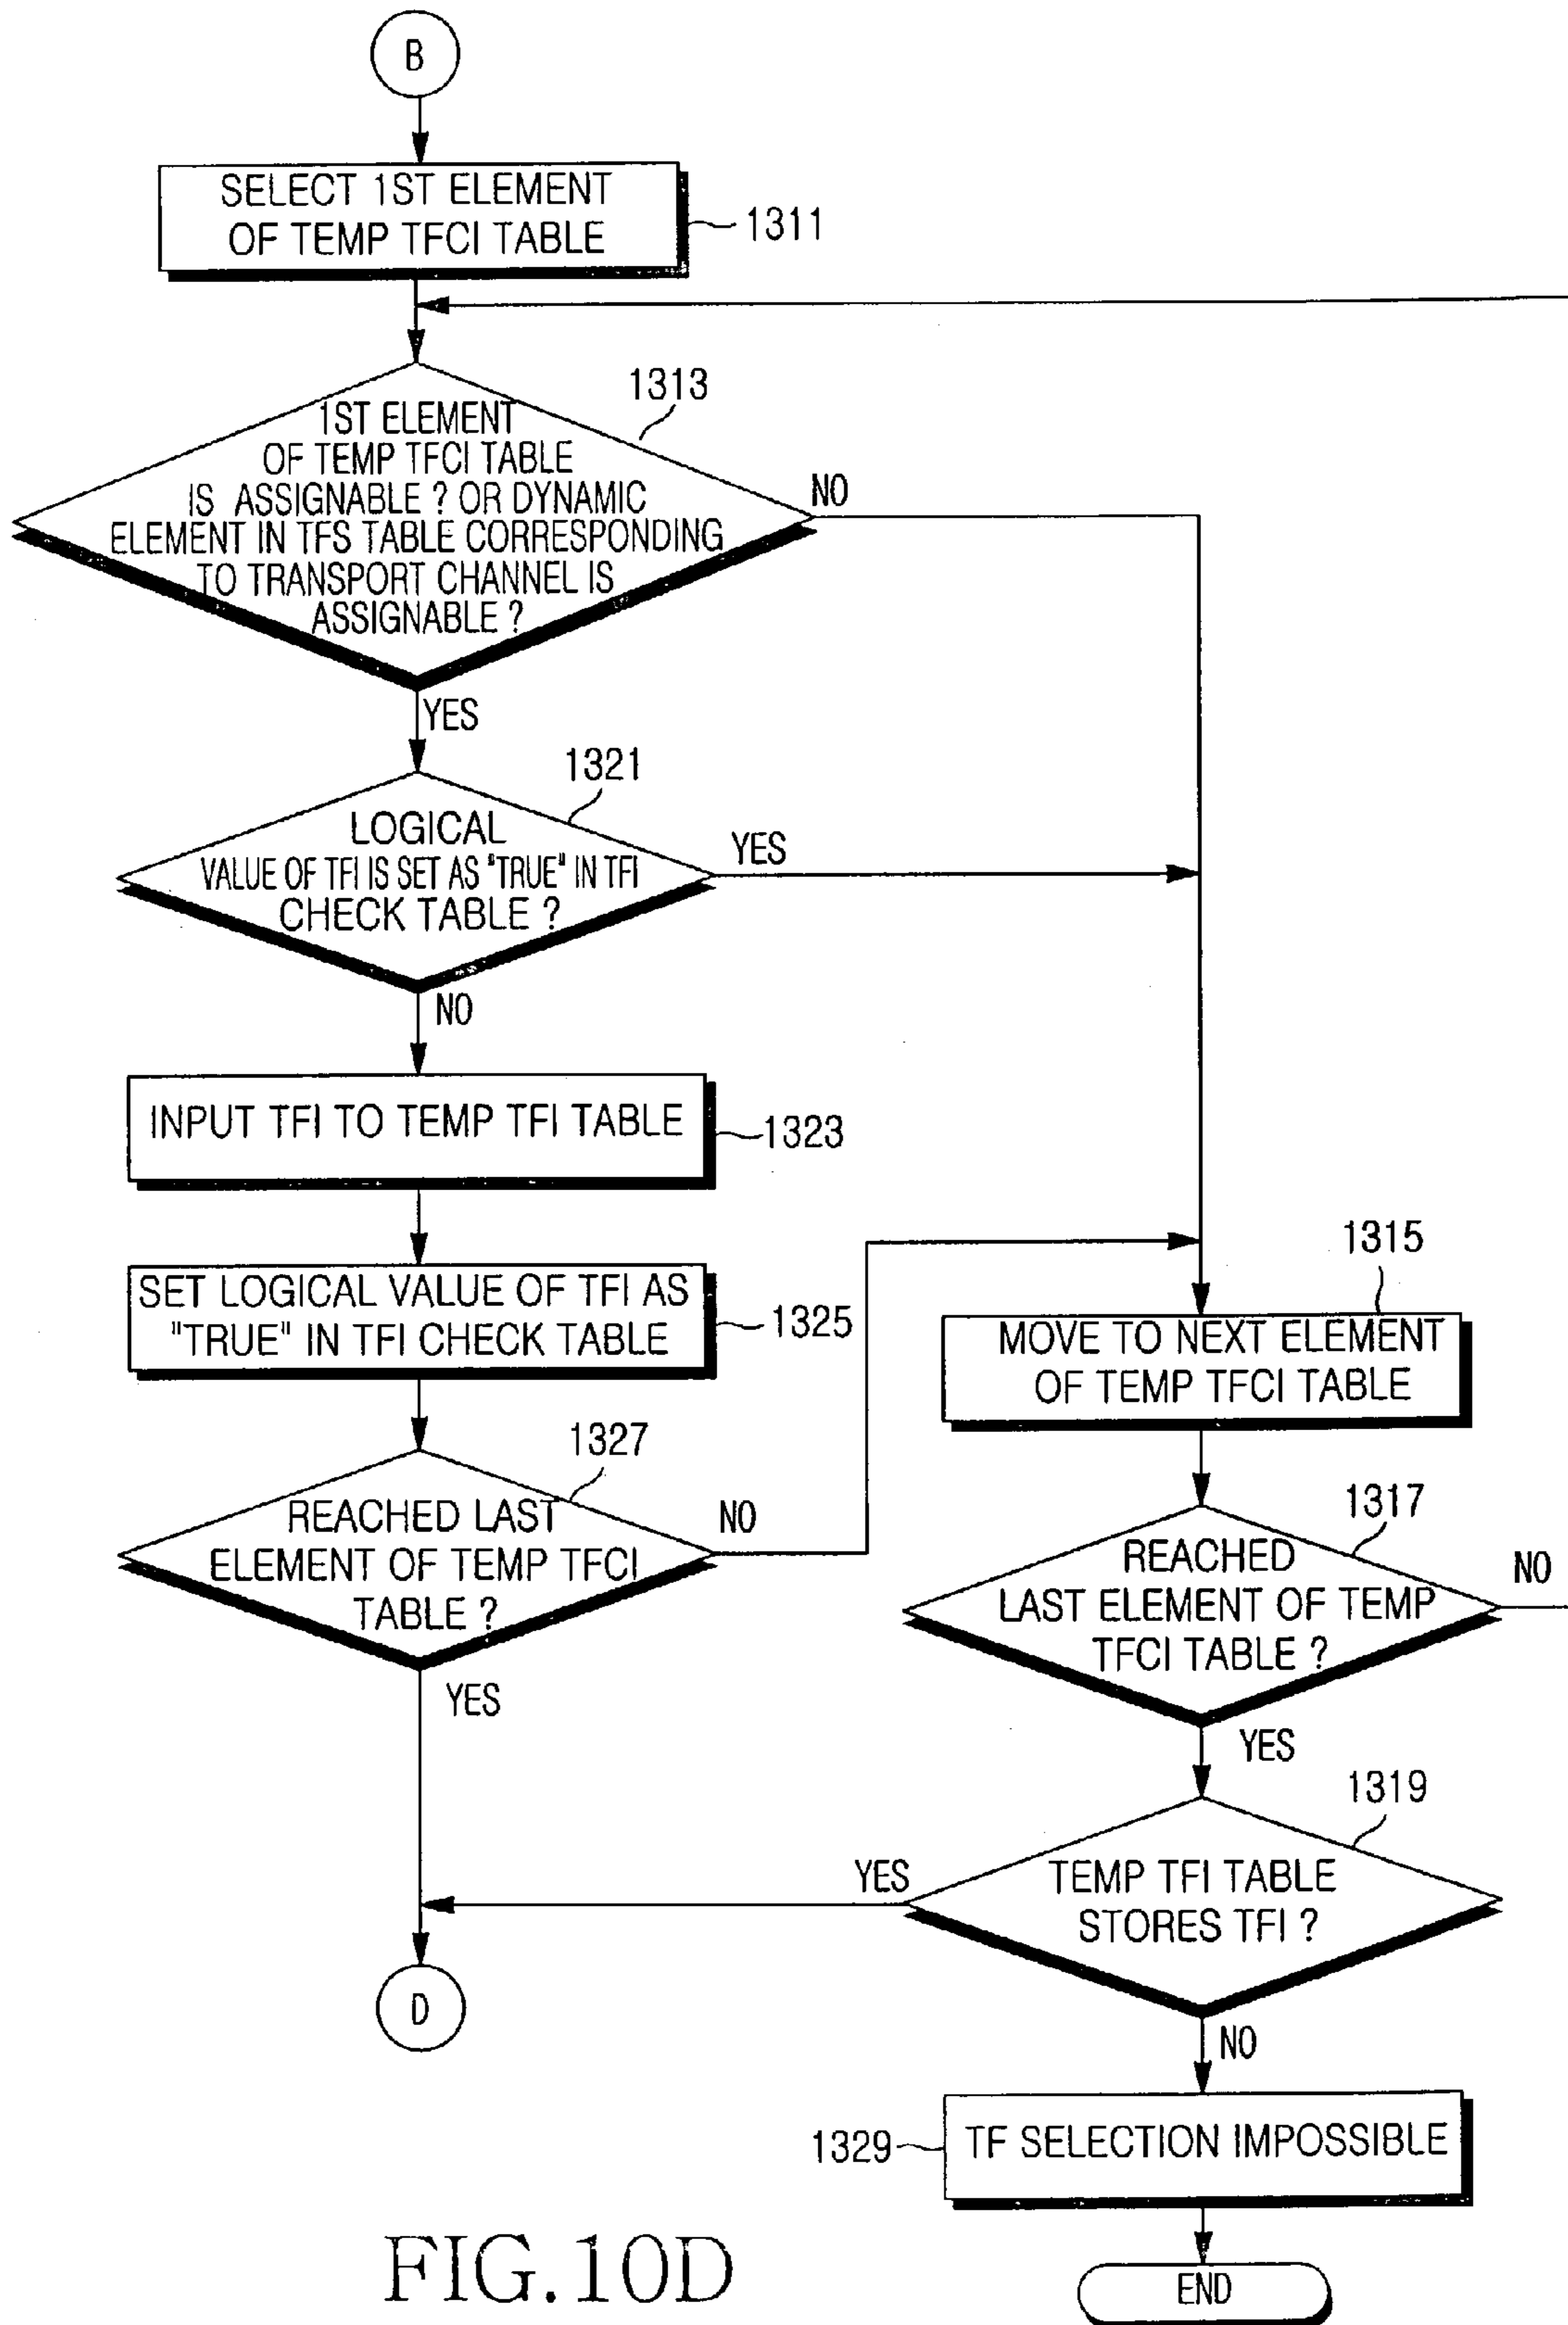 B
SELECT 1ST ELEMENT
OF TEMP TFCI TABLE
1311
1313
1ST ELEMENT
OF TEMP TFCI TABLE
IS ASSIGNABLE ? OR DYNAMIC
ELEMENT IN TFS TABLE CORRESPONDING
TO TRANSPORT CHANNEL IS
ASSIGNABLE ?
NO
YES
1321
LOGICAL
VALUE OF TFI IS SET AS "TRUE" IN TFI
CHECK TABLE ?
YES
NO
INPUT TFI TO TEMP TFI TABLE
1323
SET LOGICAL VALUE OF TFI AS
"TRUE" IN TFI CHECK TABLE
1325
1315
MOVE TO NEXT ELEMENT
OF TEMP TFCI TABLE
1327
REACHED LAST
ELEMENT OF TEMP TFCI
TABLE ?
NO
YES
1317
REACHED
LAST ELEMENT OF TEMP
TFCI TABLE ?
NO
YES
1319
TEMP TFI TABLE
STORES TFI ?
YES
NO
D
1329
TF SELECTION IMPOSSIBLE
END
FIG.10D